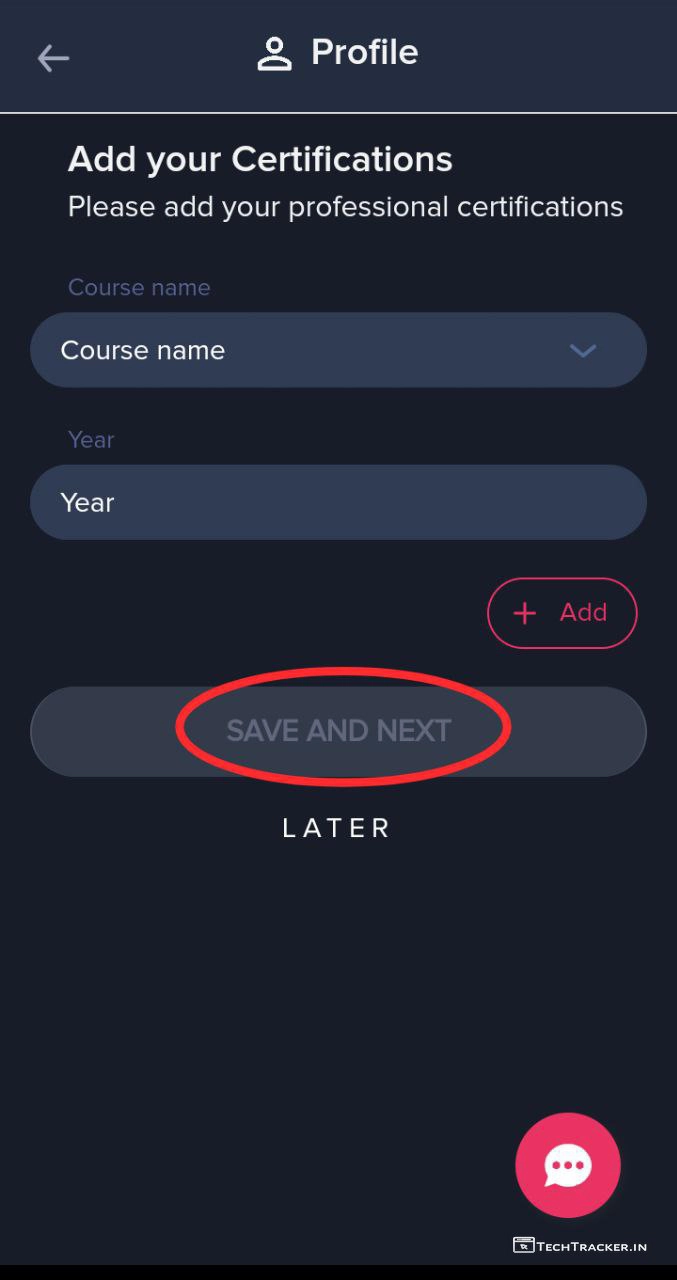 Profile
Add your Certifications
Please add your professional certifications
Course name
Course name
Year
Year
+ Add
SAVE AND NEXT
LATER
TECHTRACKER.IN